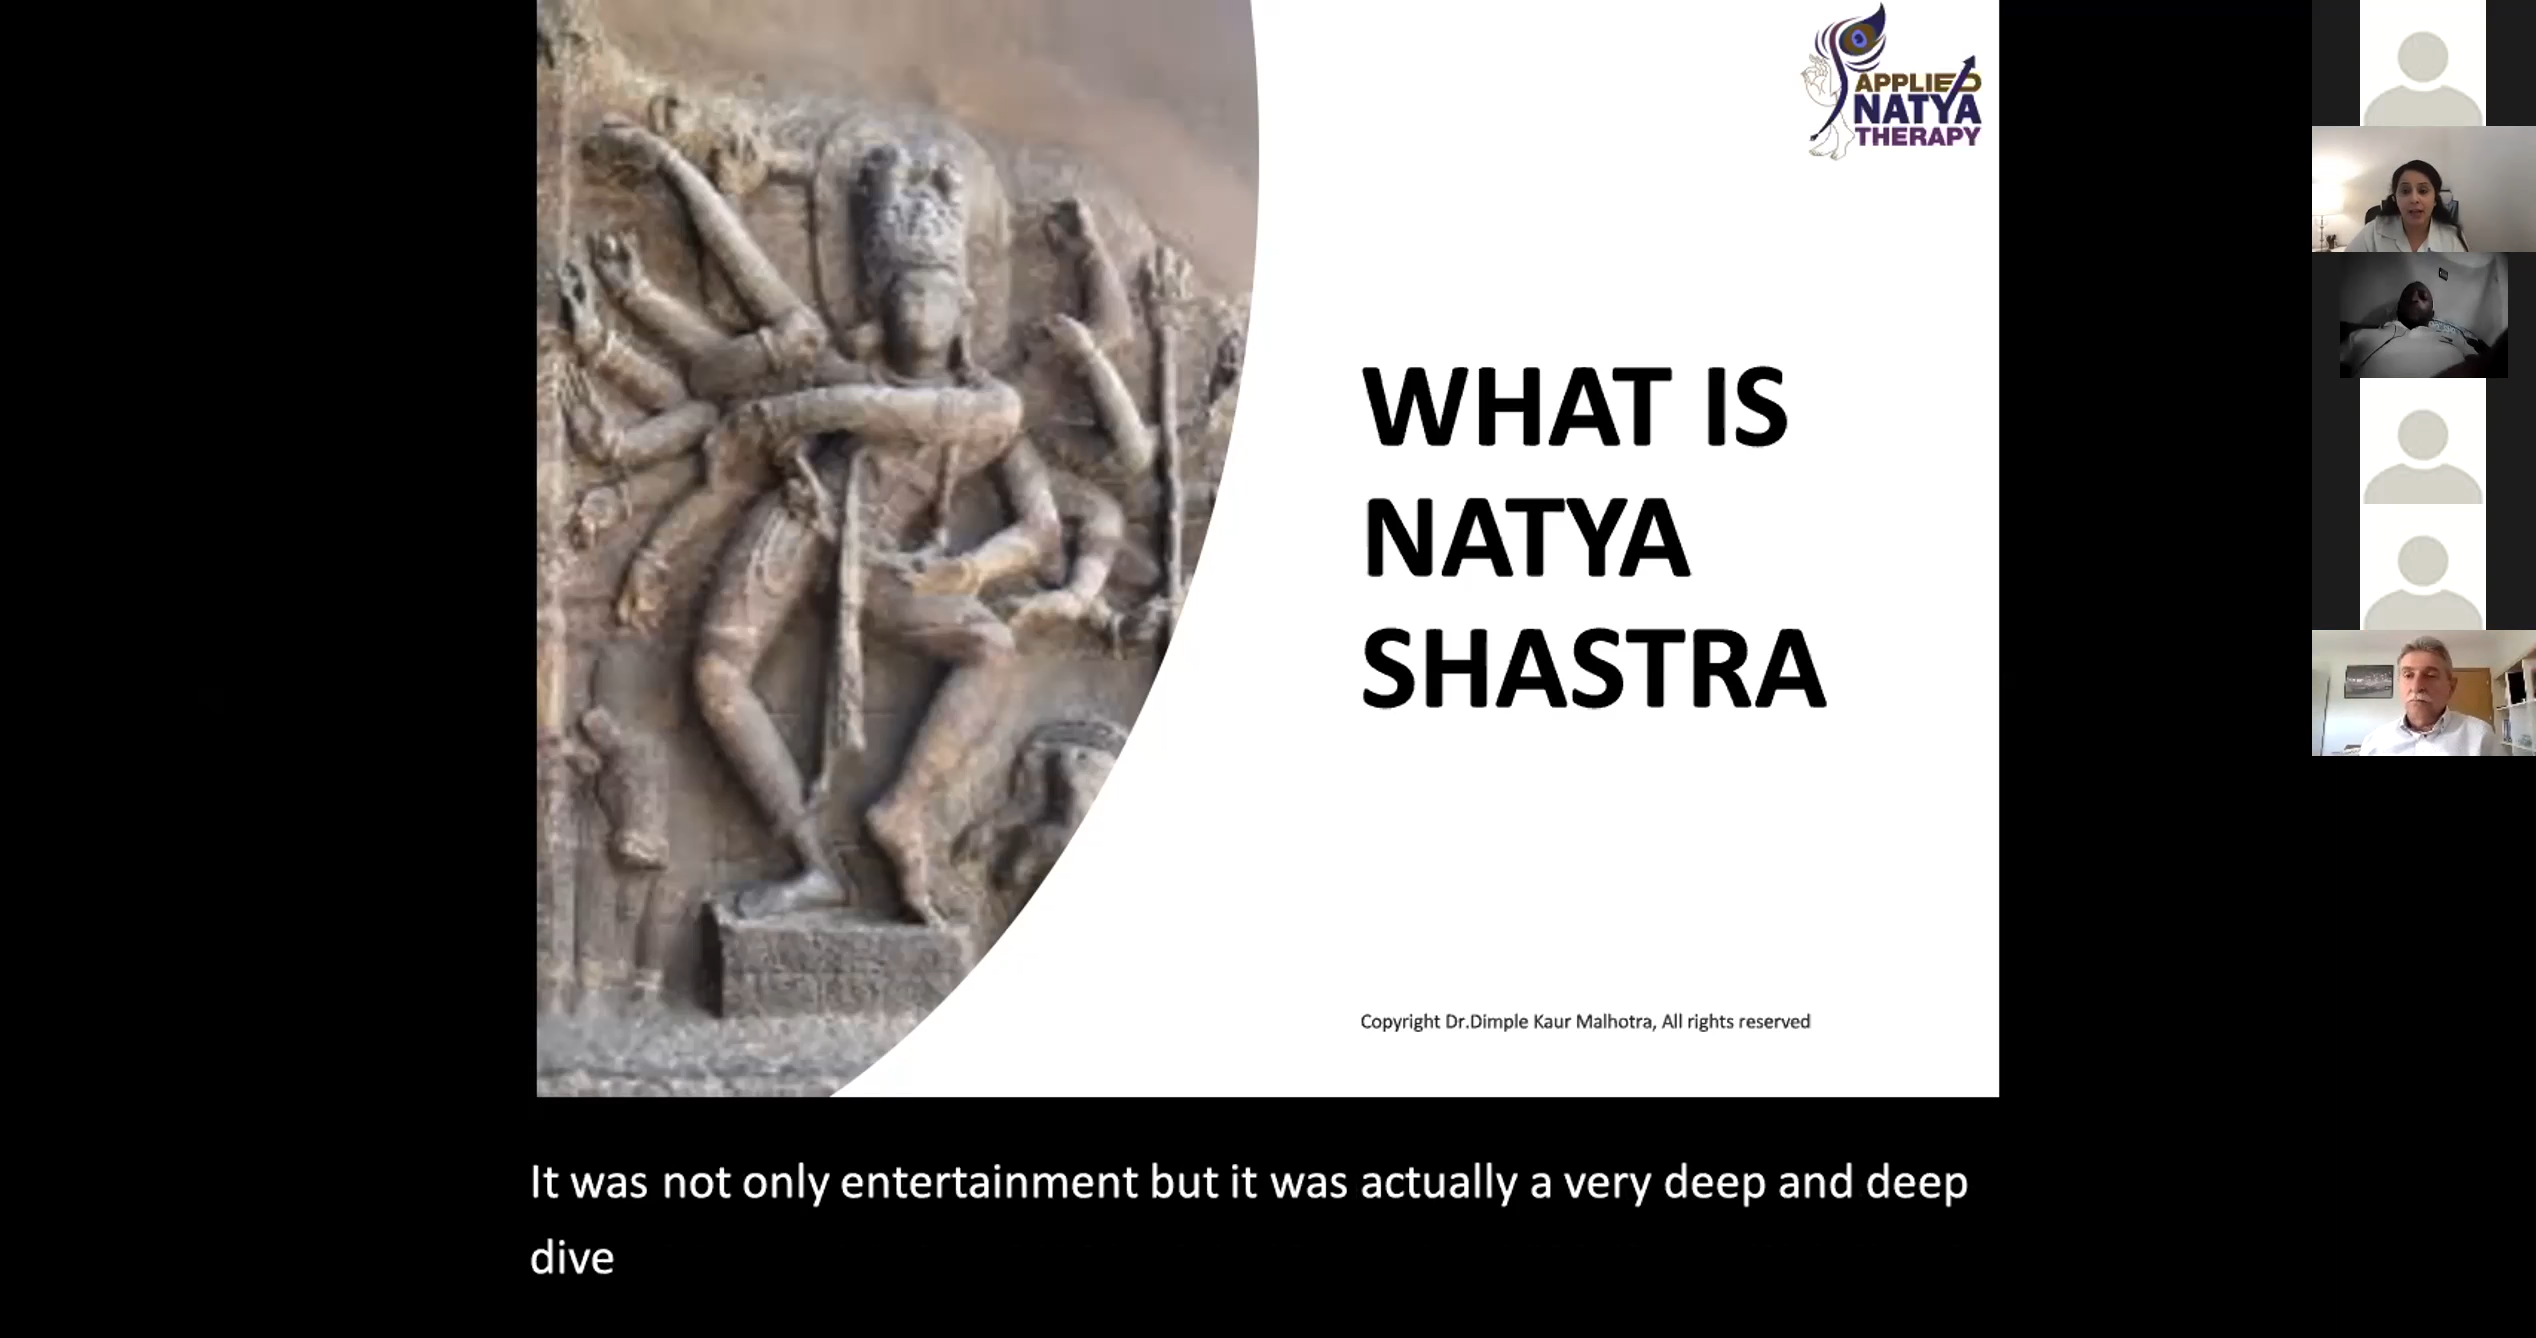 APPLIED
NATYA
THERAPY
WHAT IS
NATYA
SHASTRA
Copyright Dr.Dimple Kaur Malhotra, All rights reserved
It was not only entertainment but it was actually a very deep and deep
dive